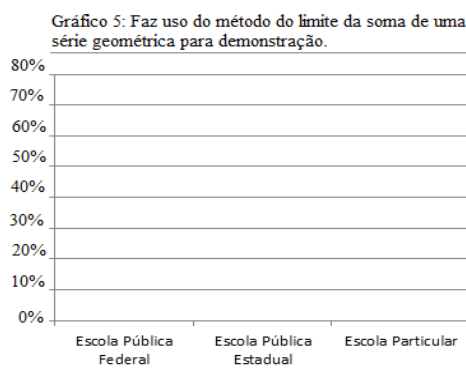 Gráfico 5: Faz uso do método do limite da soma de uma
série geométrica para demonstração.
80%
70%
60%
50%
40%
30%
20%
10%
0%
Escola Pública
Federal
Escola Pública
Estadual
Escola Particular